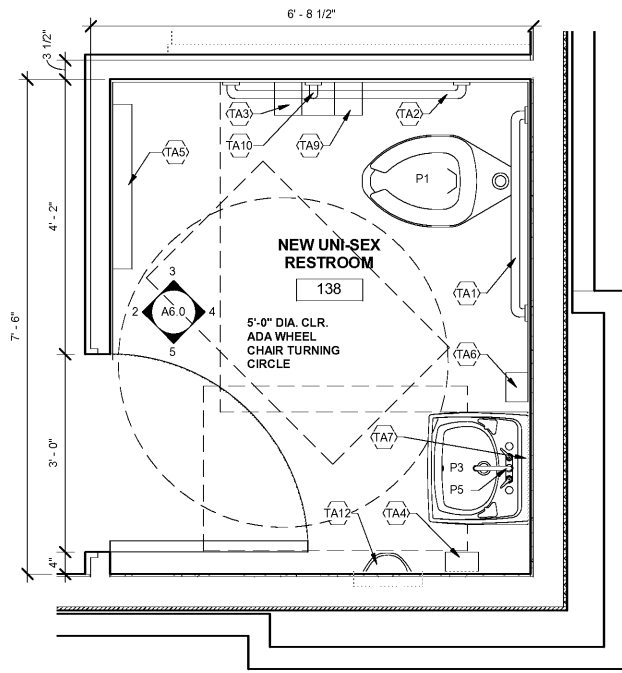 6' - 8 1/2"
3 1/2"
TA3
TA2
TA10
TA9
TA5
P1
4' - 2"
NEW UNI-SEX
RESTROOM
138
3
2
A6.0
4
5
TA1
7' - 6"
5'-0" DIA. CLR.
ADA WHEEL
CHAIR TURNING
CIRCLE
TA6
TA7
3' - 0"
P3
P5
TA12
TA4
4"